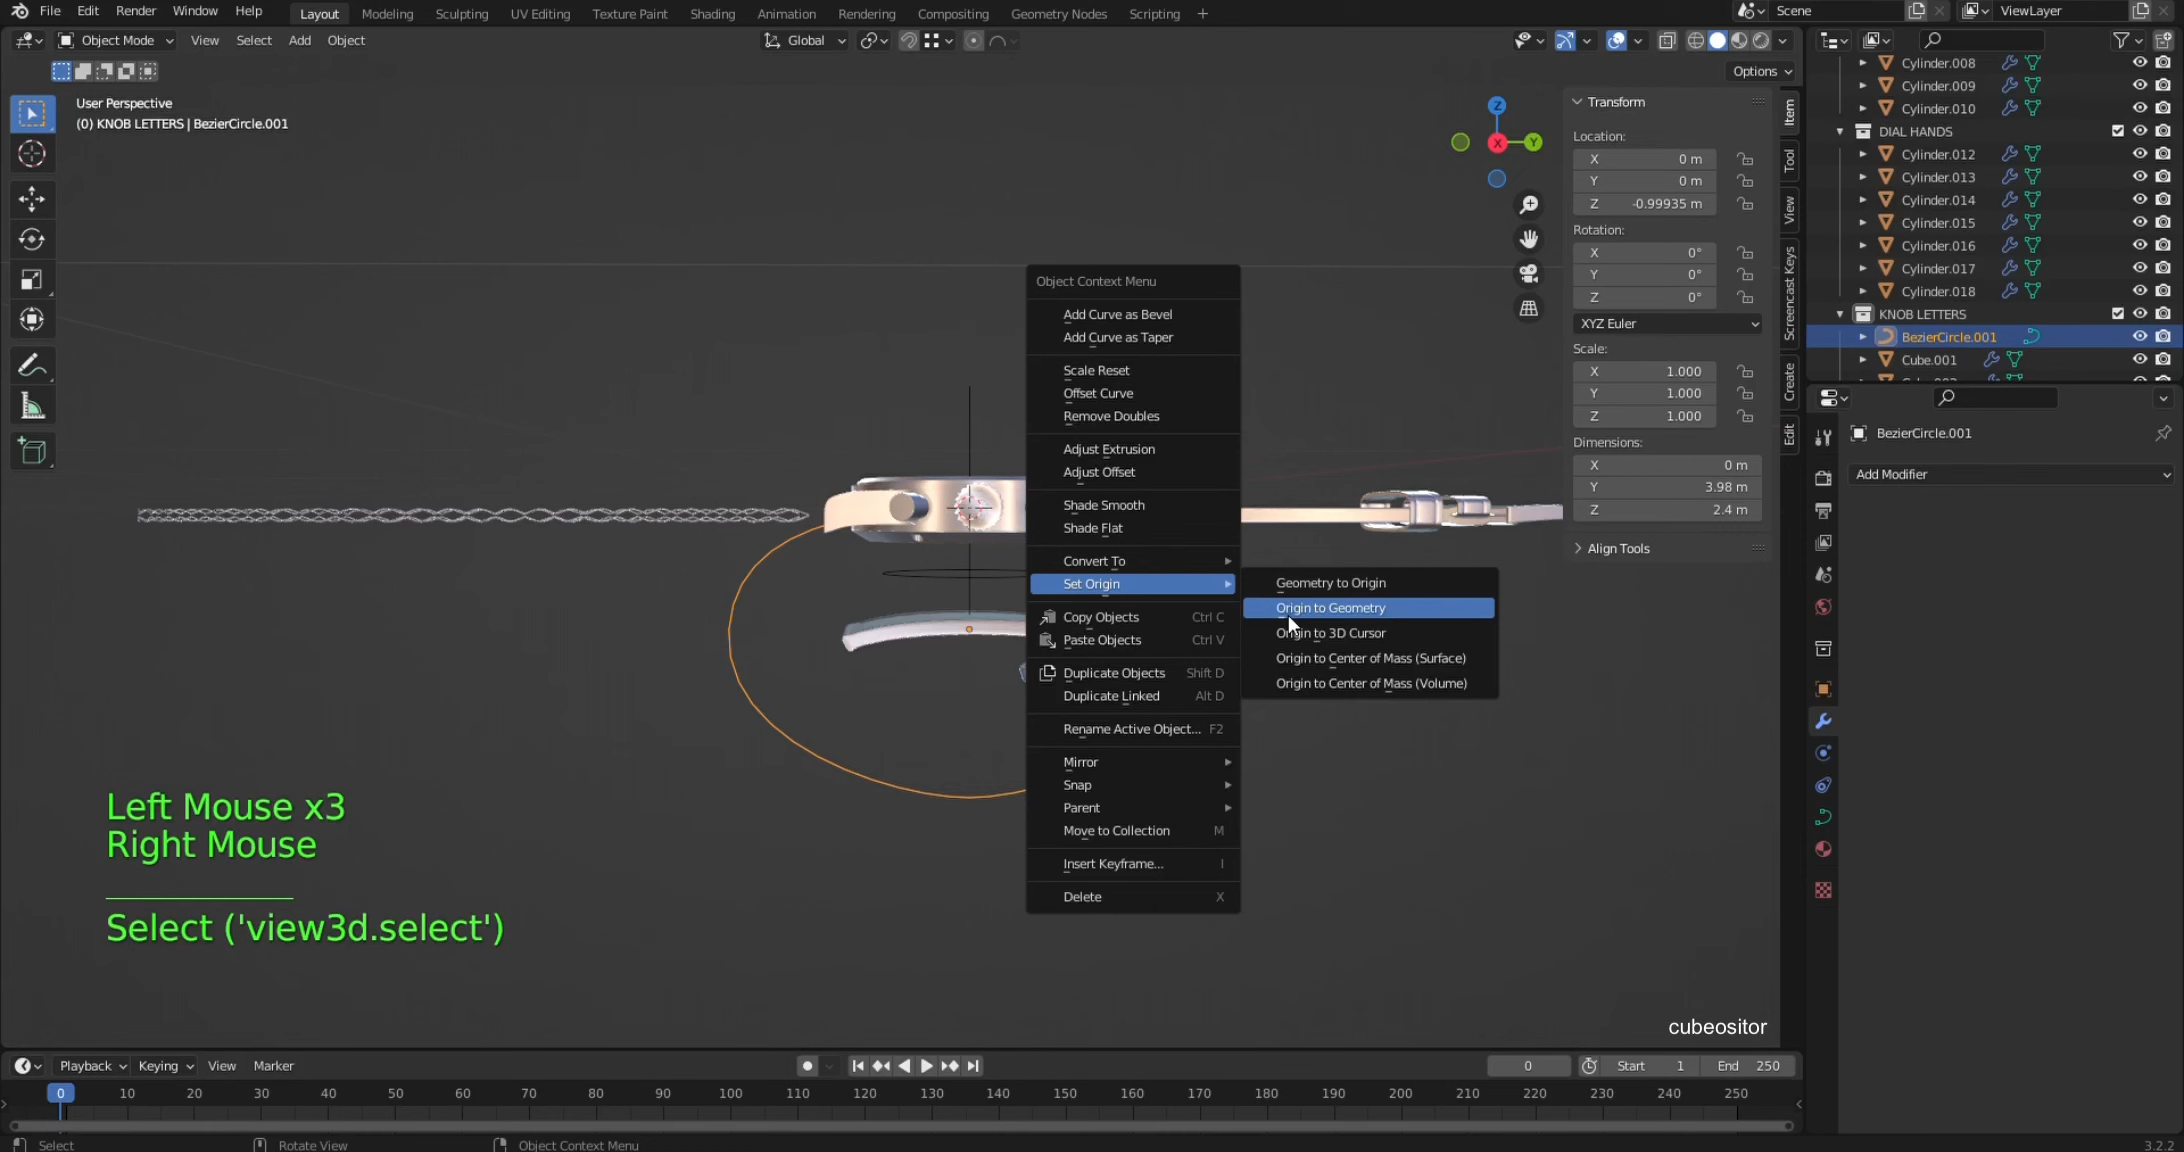 File Edit Render Window Help Layout Modeling Sculpting UV Editing Texture Paint Shading Animation Rendering Compositing Geometry Nodes Scripting + Scene ViewLayer
Object Mode View Select Add Object Global
Options
User Perspective
(0) KNOB LETTERS | BezierCircle.001
Z
X
Y
Transform
Location:
X 0 m
Y 0 m
Z -0.99935 m
Rotation:
X 0°
Y 0°
Z 0°
XYZ Euler
Scale:
X 1.000
Y 1.000
Z 1.000
Dimensions:
X 0 m
Y 3.98 m
Z 2.4 m
Align Tools
Item
Tool
View
Screencast Keys
Create
Edit
Cylinder.008
Cylinder.009
Cylinder.010
DIAL HANDS
Cylinder.012
Cylinder.013
Cylinder.014
Cylinder.015
Cylinder.016
Cylinder.017
Cylinder.018
KNOB LETTERS
BezierCircle.001
Cube.001
BezierCircle.001
Add Modifier
Object Context Menu
Add Curve as Bevel
Add Curve as Taper
Scale Reset
Offset Curve
Remove Doubles
Adjust Extrusion
Adjust Offset
Shade Smooth
Shade Flat
Convert To
Set Origin
Copy Objects Ctrl C
Paste Objects Ctrl V
Duplicate Objects Shift D
Duplicate Linked Alt D
Rename Active Object... F2
Mirror
Snap
Parent
Move to Collection M
Insert Keyframe... I
Delete X
Geometry to Origin
Origin to Geometry
Origin to 3D Cursor
Origin to Center of Mass (Surface)
Origin to Center of Mass (Volume)
Left Mouse x3
Right Mouse
Select ('view3d.select')
cubeositor
Playback Keying View Marker 0 Start 1 End 250
0 10 20 30 40 50 60 70 80 90 100 110 120 130 140 150 160 170 180 190 200 210 220 230 240 250
Select Rotate View Object Context Menu 3.2.2